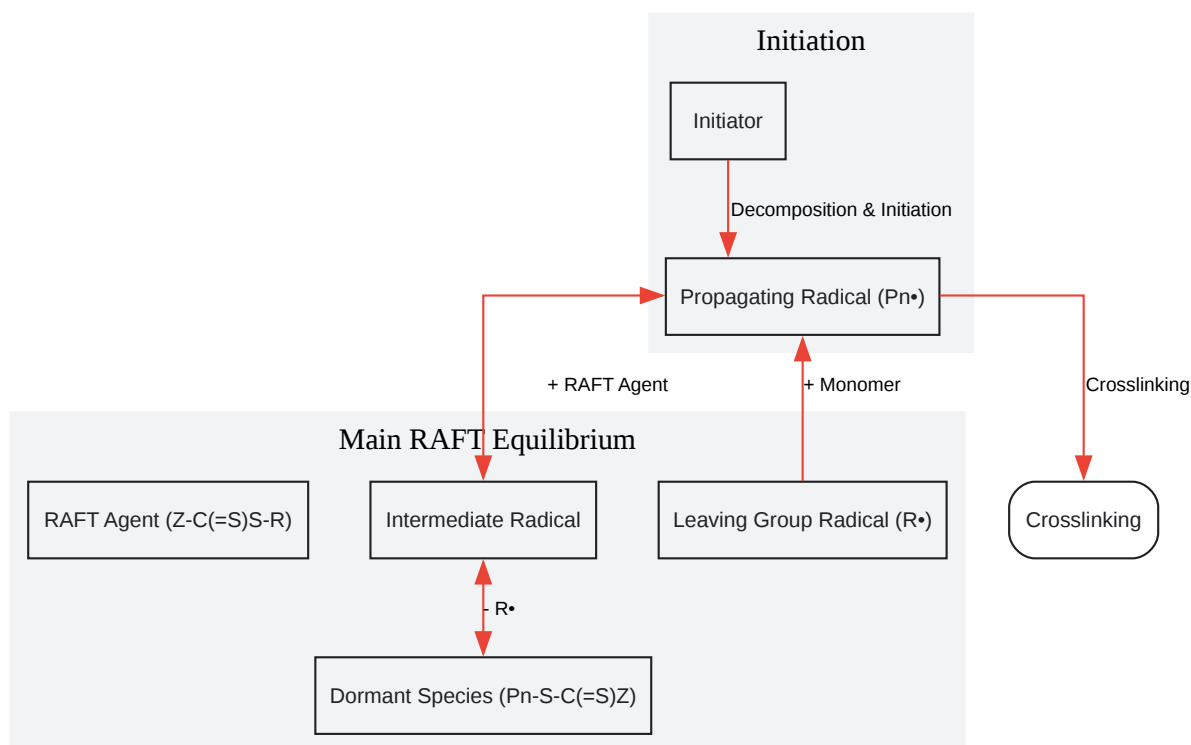 Initiation
Initiator
Decomposition & Initiation
Propagating Radical (Pn•)
+ RAFT Agent
+ Monomer
Crosslinking
Main RAFT Equilibrium
RAFT Agent (Z-C(=S)S-R)
Intermediate Radical
Leaving Group Radical (R•)
Crosslinking
- R•
Dormant Species (Pn-S-C(=S)Z)